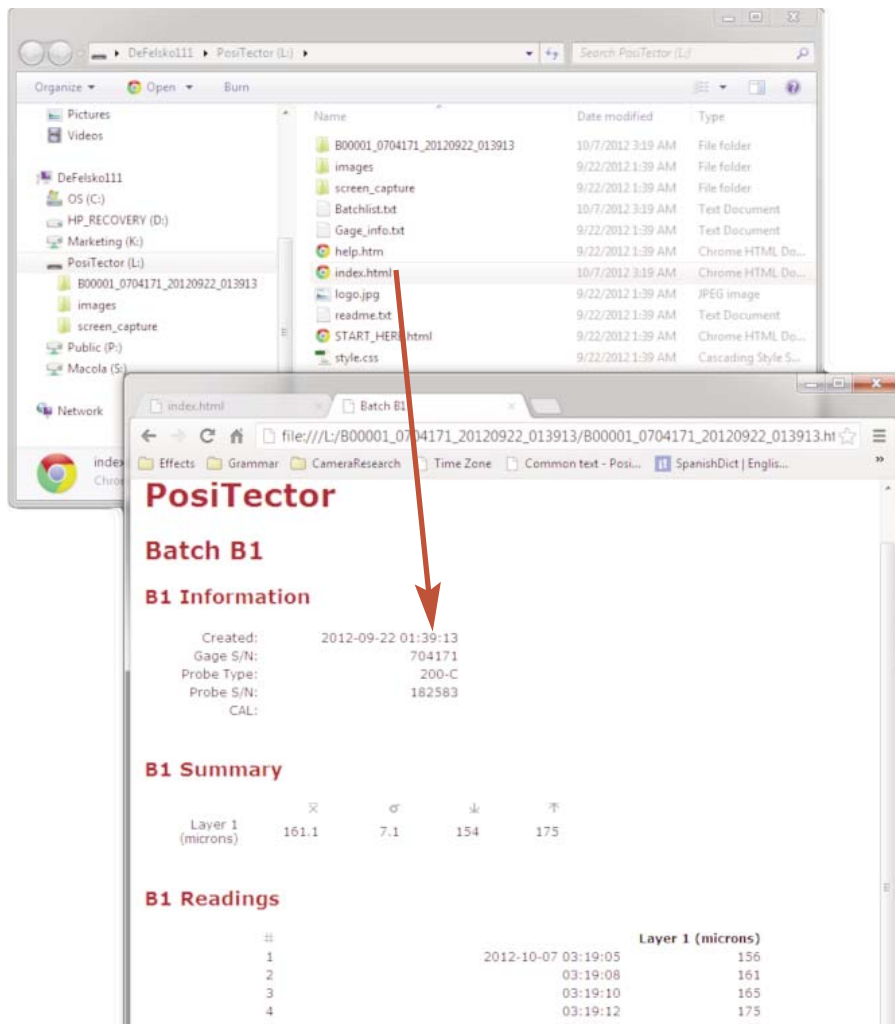 DeFelsko111 ▸ PosiTector (L:) ▸
Search PosiTector (L:)
Organize ▾ Open ▾ Burn
Pictures
Videos
DeFelsko111
OS (C:)
HP_RECOVERY (D:)
Marketing (K:)
PosiTector (L:)
B00001_0704171_20120922_013913
images
screen_capture
Public (P:)
Macola (S:)
Network
Name Date modified Type
B00001_0704171_20120922_013913 10/7/2012 3:19 AM File folder
images 9/22/2012 1:39 AM File folder
screen_capture 9/22/2012 1:39 AM File folder
Batchlist.txt 10/7/2012 3:19 AM Text Document
Gage_info.txt 9/22/2012 1:39 AM Text Document
help.htm 9/22/2012 1:39 AM Chrome HTML Do...
index.html 10/7/2012 3:19 AM Chrome HTML Do...
logo.jpg 9/22/2012 1:39 AM JPEG image
readme.txt 9/22/2012 1:39 AM Text Document
START_HERE.html 9/22/2012 1:39 AM Chrome HTML Do...
style.css 9/22/2012 1:39 AM Cascading Style S...
index.html × Batch B1 ×
file:///L:/B00001_0704171_20120922_013913/B00001_0704171_20120922_013913.ht
Effects Grammar CameraResearch Time Zone Common text - Posi... SpanishDict | Englis... »
PosiTector
Batch B1
B1 Information
Created: 2012-09-22 01:39:13
Gage S/N: 704171
Probe Type: 200-C
Probe S/N: 182583
CAL:
B1 Summary
x̄ σ ↓ ↑
Layer 1
(microns) 161.1 7.1 154 175
B1 Readings
# Layer 1 (microns)
1 2012-10-07 03:19:05 156
2 03:19:08 161
3 03:19:10 165
4 03:19:12 175